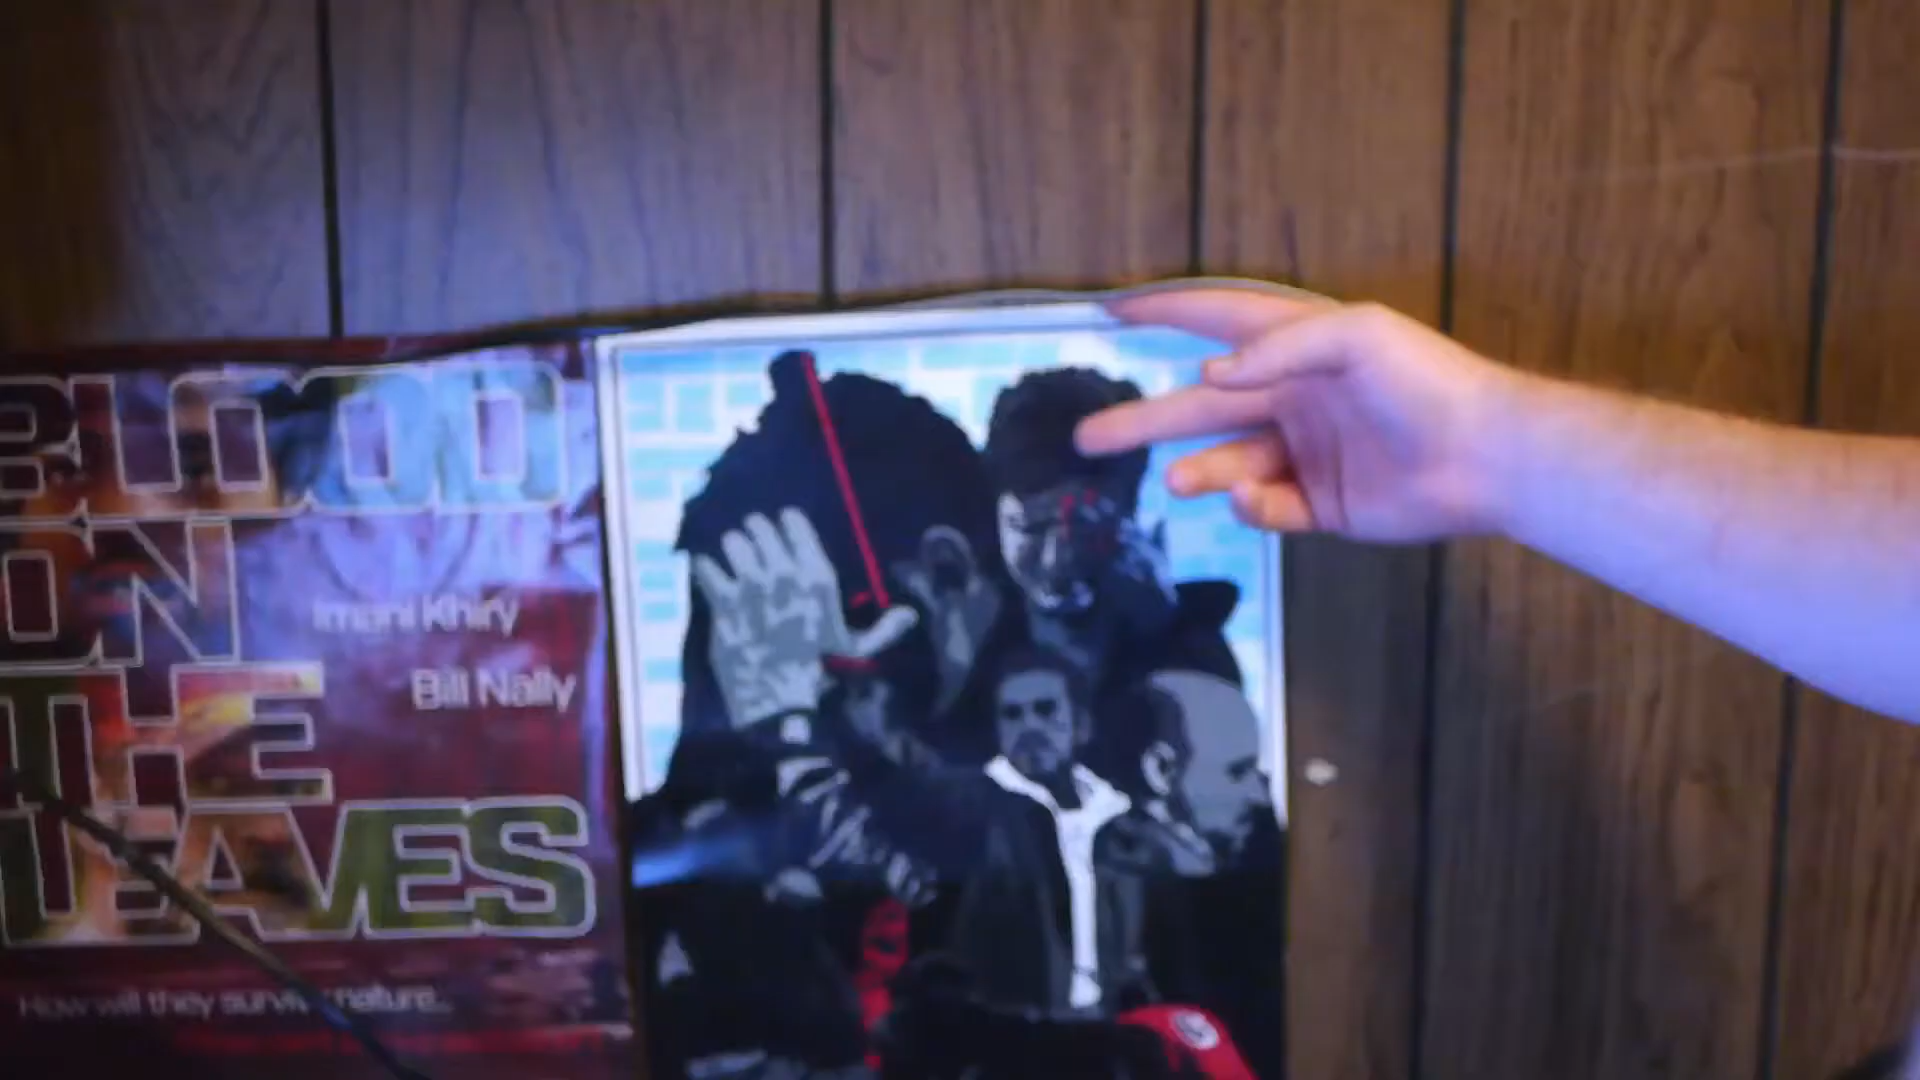 BLOOD
ON
THE
LEAVES
Imani Khiry
Bill Nally
How will they survive nature...